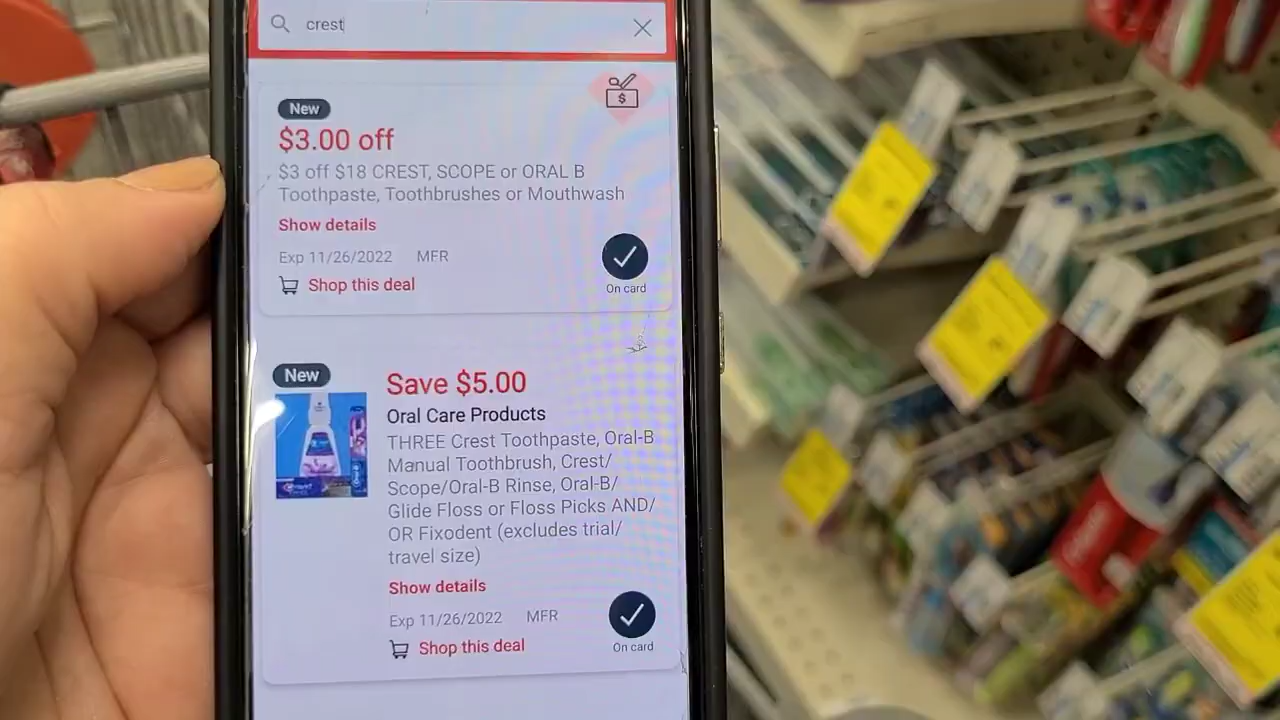 crest
New
$3.00 off
$3 off $18 CREST, SCOPE or ORAL B
Toothpaste, Toothbrushes or Mouthwash
Show details
Exp 11/26/2022 MFR
Shop this deal
On card
New
Save $5.00
Oral Care Products
THREE Crest Toothpaste, Oral-B
Manual Toothbrush, Crest/
Scope/Oral-B Rinse, Oral-B/
Glide Floss or Floss Picks AND/
OR Fixodent (excludes trial/
travel size)
Show details
Exp 11/26/2022 MFR
Shop this deal
On card